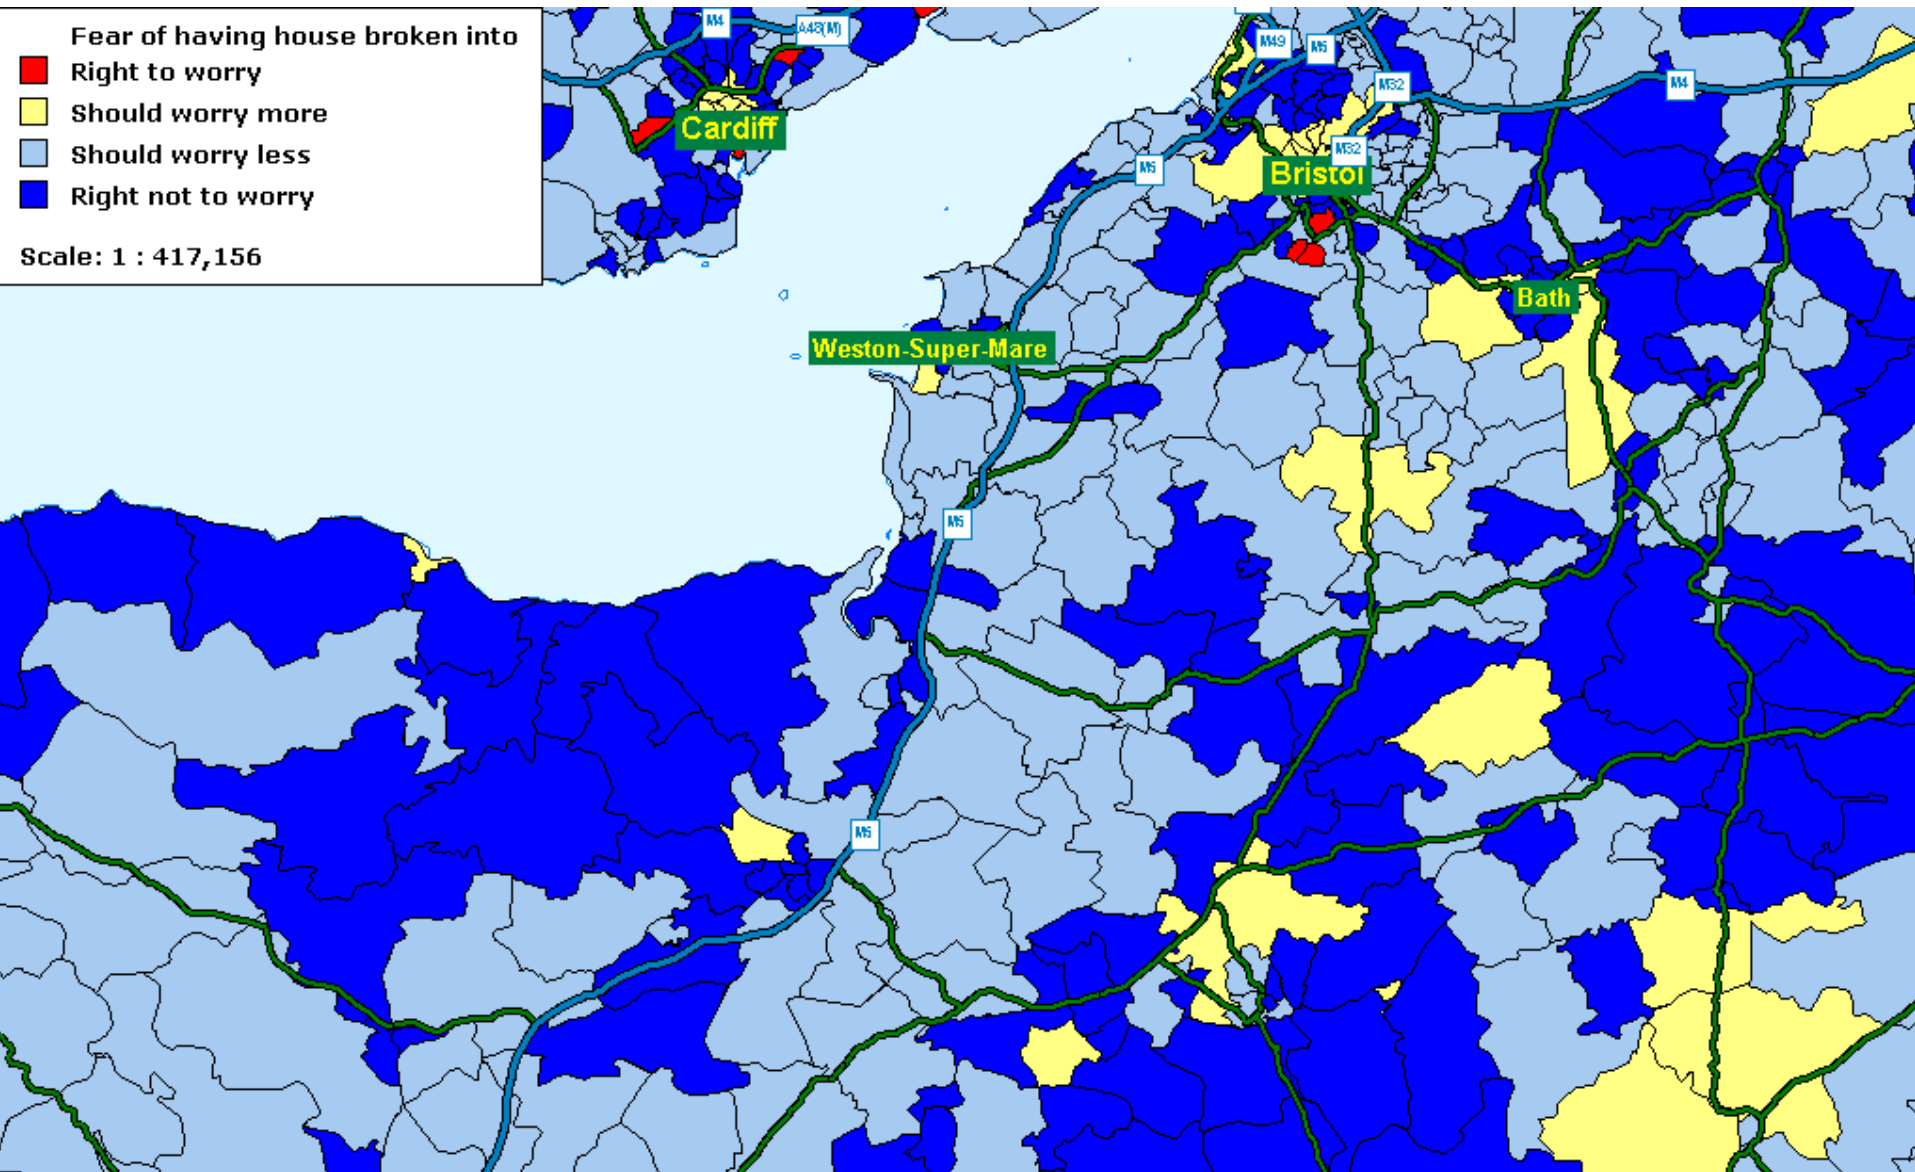 Fear of having house broken into
Right to worry
Should worry more
Should worry less
Right not to worry
Scale: 1 : 417,156
M4
A48(M)
Cardiff
M49
M5
M32
M4
M32
M5
Bristol
Bath
Weston-Super-Mare
M5
M5